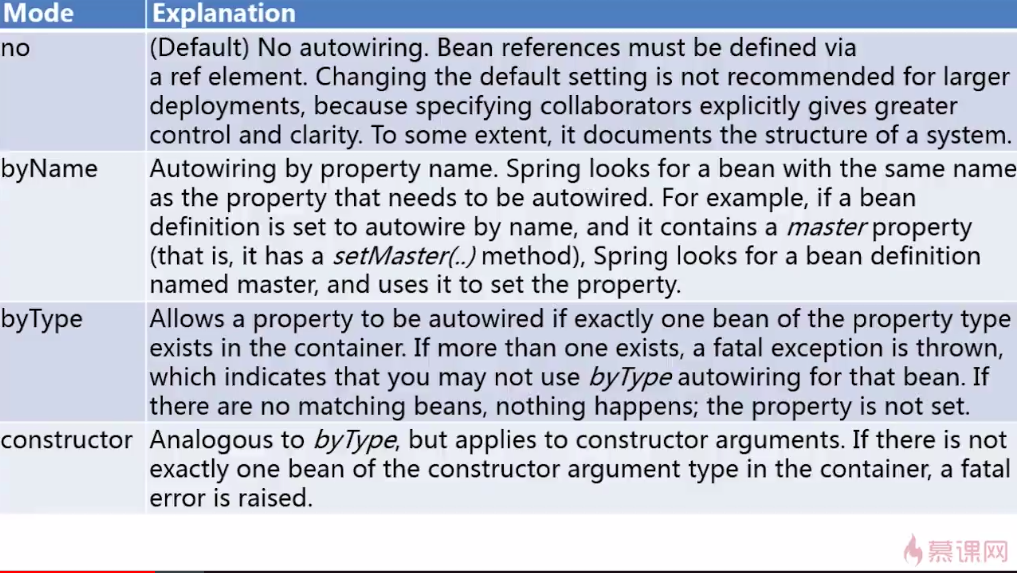 Mode Explanation
no (Default) No autowiring. Bean references must be defined via
a ref element. Changing the default setting is not recommended for larger
deployments, because specifying collaborators explicitly gives greater
control and clarity. To some extent, it documents the structure of a system.
byName Autowiring by property name. Spring looks for a bean with the same name
as the property that needs to be autowired. For example, if a bean
definition is set to autowire by name, and it contains a master property
(that is, it has a setMaster(..) method), Spring looks for a bean definition
named master, and uses it to set the property.
byType Allows a property to be autowired if exactly one bean of the property type
exists in the container. If more than one exists, a fatal exception is thrown,
which indicates that you may not use byType autowiring for that bean. If
there are no matching beans, nothing happens; the property is not set.
constructor Analogous to byType, but applies to constructor arguments. If there is not
exactly one bean of the constructor argument type in the container, a fatal
error is raised.
慕课网